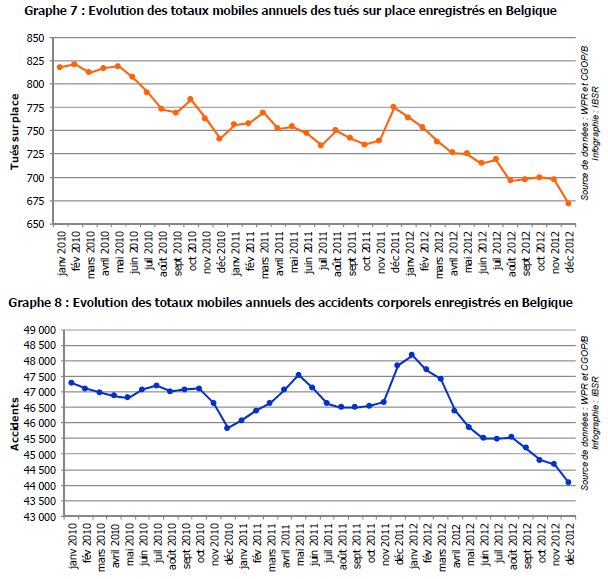 Graphe 7 : Evolution des totaux mobiles annuels des tués sur place enregistrés en Belgique
850
825
800
775
750
725
700
675
650
Tués sur place
janv 2010
fév 2010
mars 2010
avril 2010
mai 2010
juin 2010
juil 2010
août 2010
sept 2010
oct 2010
nov 2010
déc 2010
janv 2011
fév 2011
mars 2011
avril 2011
mai 2011
juin 2011
juil 2011
août 2011
sept 2011
oct 2011
nov 2011
déc 2011
janv 2012
fév 2012
mars 2012
avril 2012
mai 2012
juin 2012
juil 2012
août 2012
sept 2012
oct 2012
nov 2012
déc 2012
Source de données : WPR et CGOP/B
Infographie : IBSR
Graphe 8 : Evolution des totaux mobiles annuels des accidents corporels enregistrés en Belgique
49 000
48 500
48 000
47 500
47 000
46 500
46 000
45 500
45 000
44 500
44 000
43 500
43 000
Accidents
janv 2010
fév 2010
mars 2010
avril 2010
mai 2010
juin 2010
juil 2010
août 2010
sept 2010
oct 2010
nov 2010
déc 2010
janv 2011
fév 2011
mars 2011
avril 2011
mai 2011
juin 2011
juil 2011
août 2011
sept 2011
oct 2011
nov 2011
déc 2011
janv 2012
fév 2012
mars 2012
avril 2012
mai 2012
juin 2012
juil 2012
août 2012
sept 2012
oct 2012
nov 2012
déc 2012
Source de données : WPR et CGOP/B
Infographie : IBSR